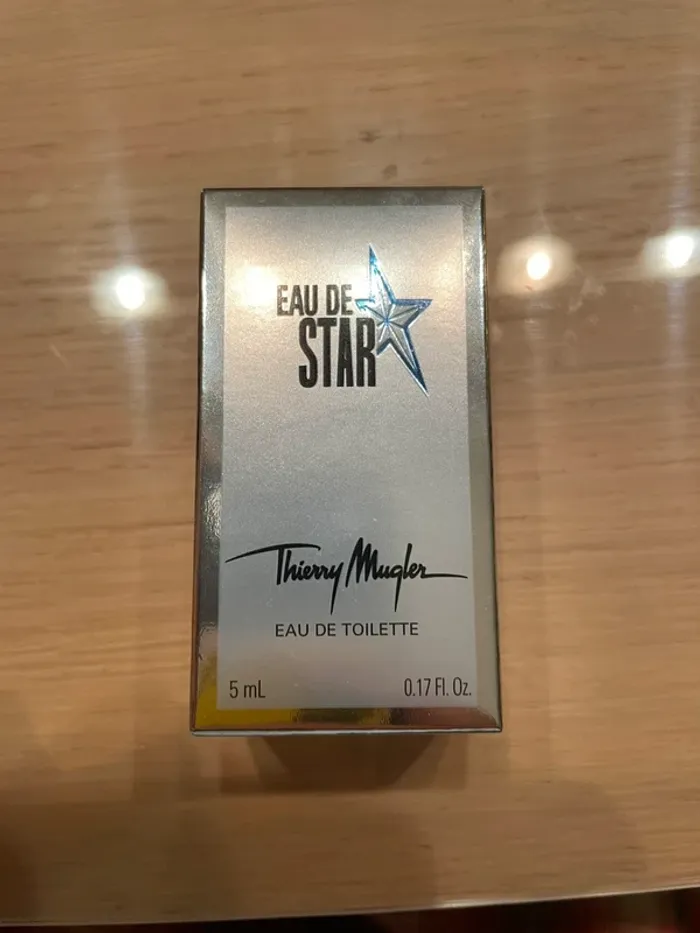 EAU DE
STAR
Thierry Mugler
EAU DE TOILETTE
5 mL 0.17 Fl. Oz.